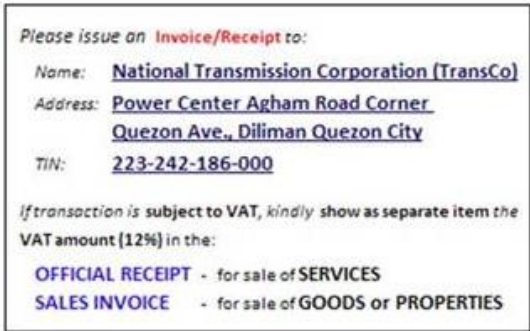 Please issue an Invoice/Receipt to:
Name: National Transmission Corporation (TransCo)
Address: Power Center Agham Road Corner
Quezon Ave., Diliman Quezon City
TIN: 223-242-186-000
If transaction is subject to VAT, kindly show as separate item the
VAT amount (12%) in the:
OFFICIAL RECEIPT - for sale of SERVICES
SALES INVOICE - for sale of GOODS or PROPERTIES